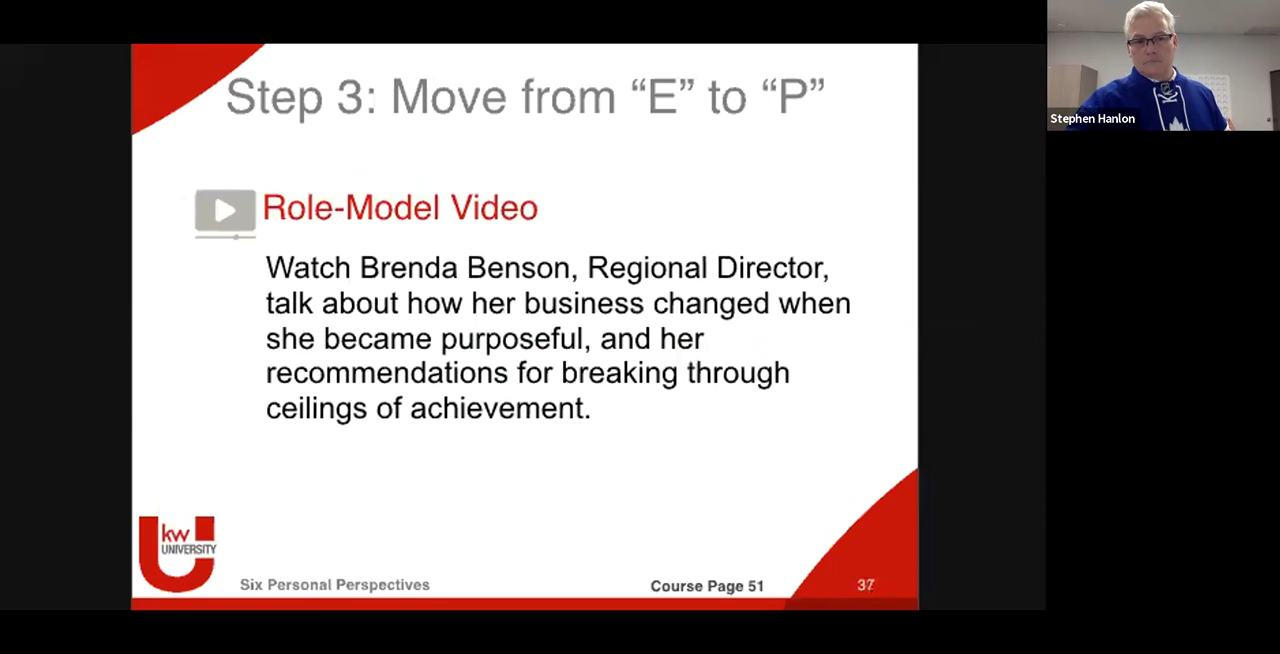 Step 3: Move from “E” to “P”
Stephen Hanlon
Role-Model Video
Watch Brenda Benson, Regional Director,
talk about how her business changed when
she became purposeful, and her
recommendations for breaking through
ceilings of achievement.
kw
UNIVERSITY
Six Personal Perspectives
Course Page 51
37